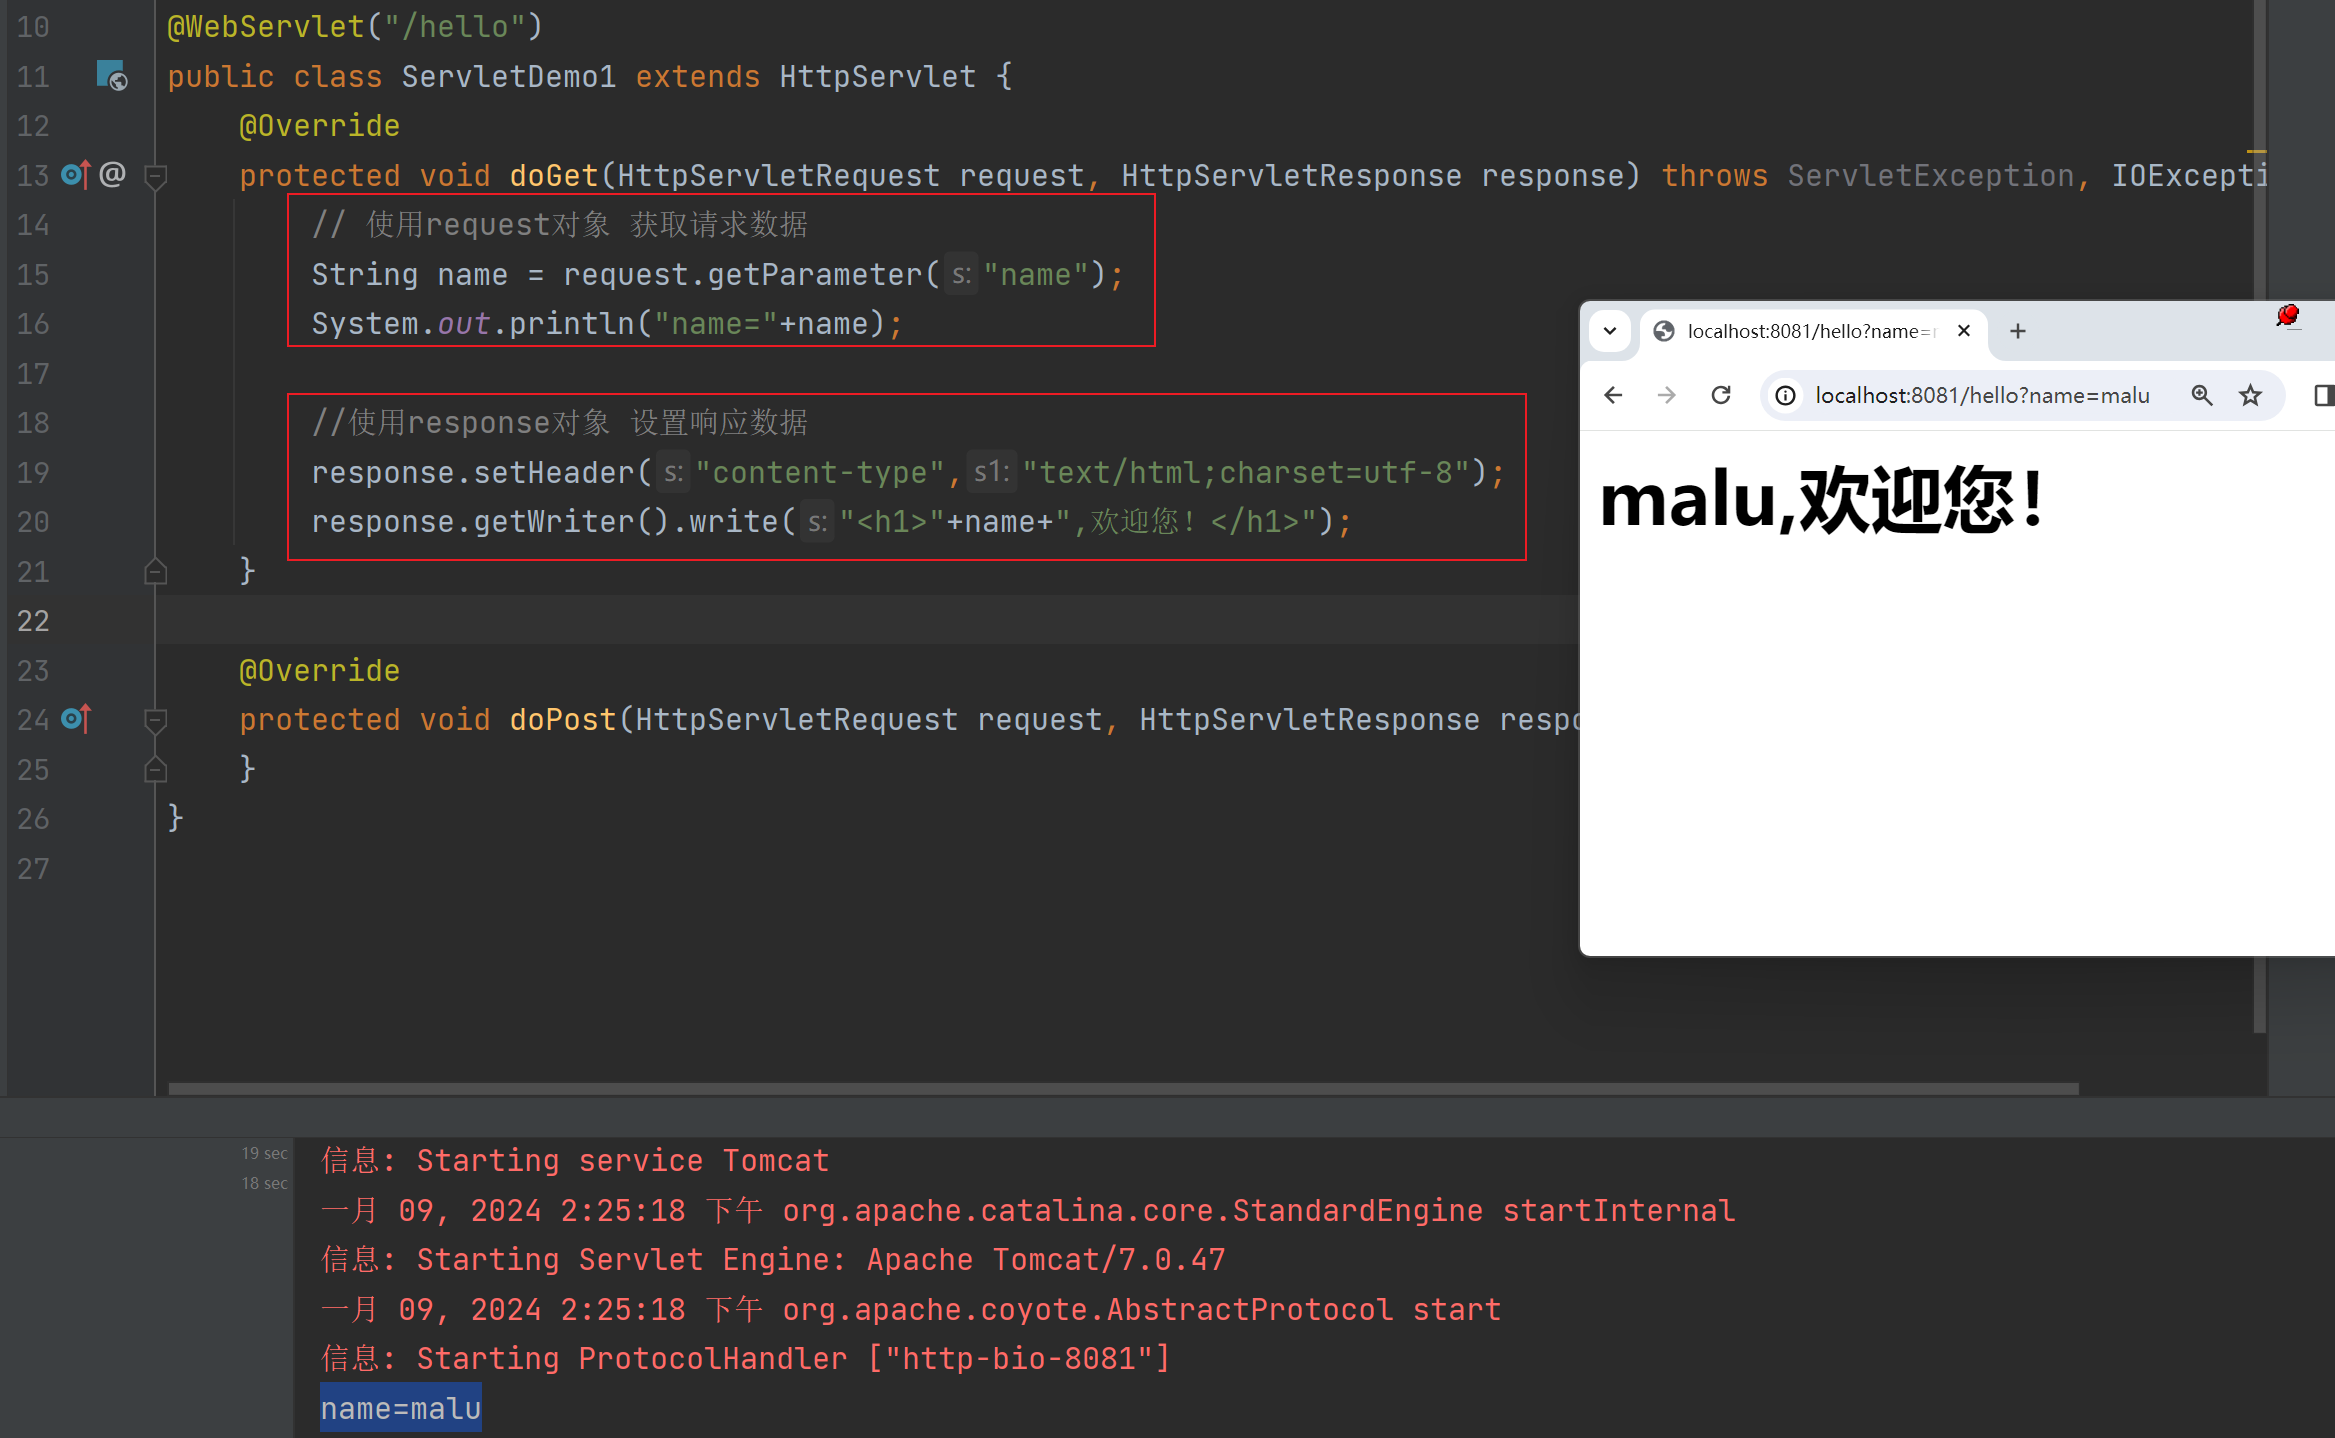 10 @WebServlet("/hello")
11 public class ServletDemo1 extends HttpServlet {
12 @Override
13 @ protected void doGet(HttpServletRequest request, HttpServletResponse response) throws ServletException, IOExcepti
14 // 使用request对象 获取请求数据
15 String name = request.getParameter( s: "name");
16 System.out.println("name="+name);
17
18 //使用response对象 设置响应数据
19 response.setHeader( s: "content-type", s1: "text/html;charset=utf-8");
20 response.getWriter().write( s: "<h1>"+name+",欢迎您！</h1>");
21 }
22
23 @Override
24 protected void doPost(HttpServletRequest request, HttpServletResponse respo
25 }
26 }
27
localhost:8081/hello?name=
localhost:8081/hello?name=malu
malu,欢迎您！
19 sec
18 sec
信息: Starting service Tomcat
一月 09, 2024 2:25:18 下午 org.apache.catalina.core.StandardEngine startInternal
信息: Starting Servlet Engine: Apache Tomcat/7.0.47
一月 09, 2024 2:25:18 下午 org.apache.coyote.AbstractProtocol start
信息: Starting ProtocolHandler ["http-bio-8081"]
name=malu